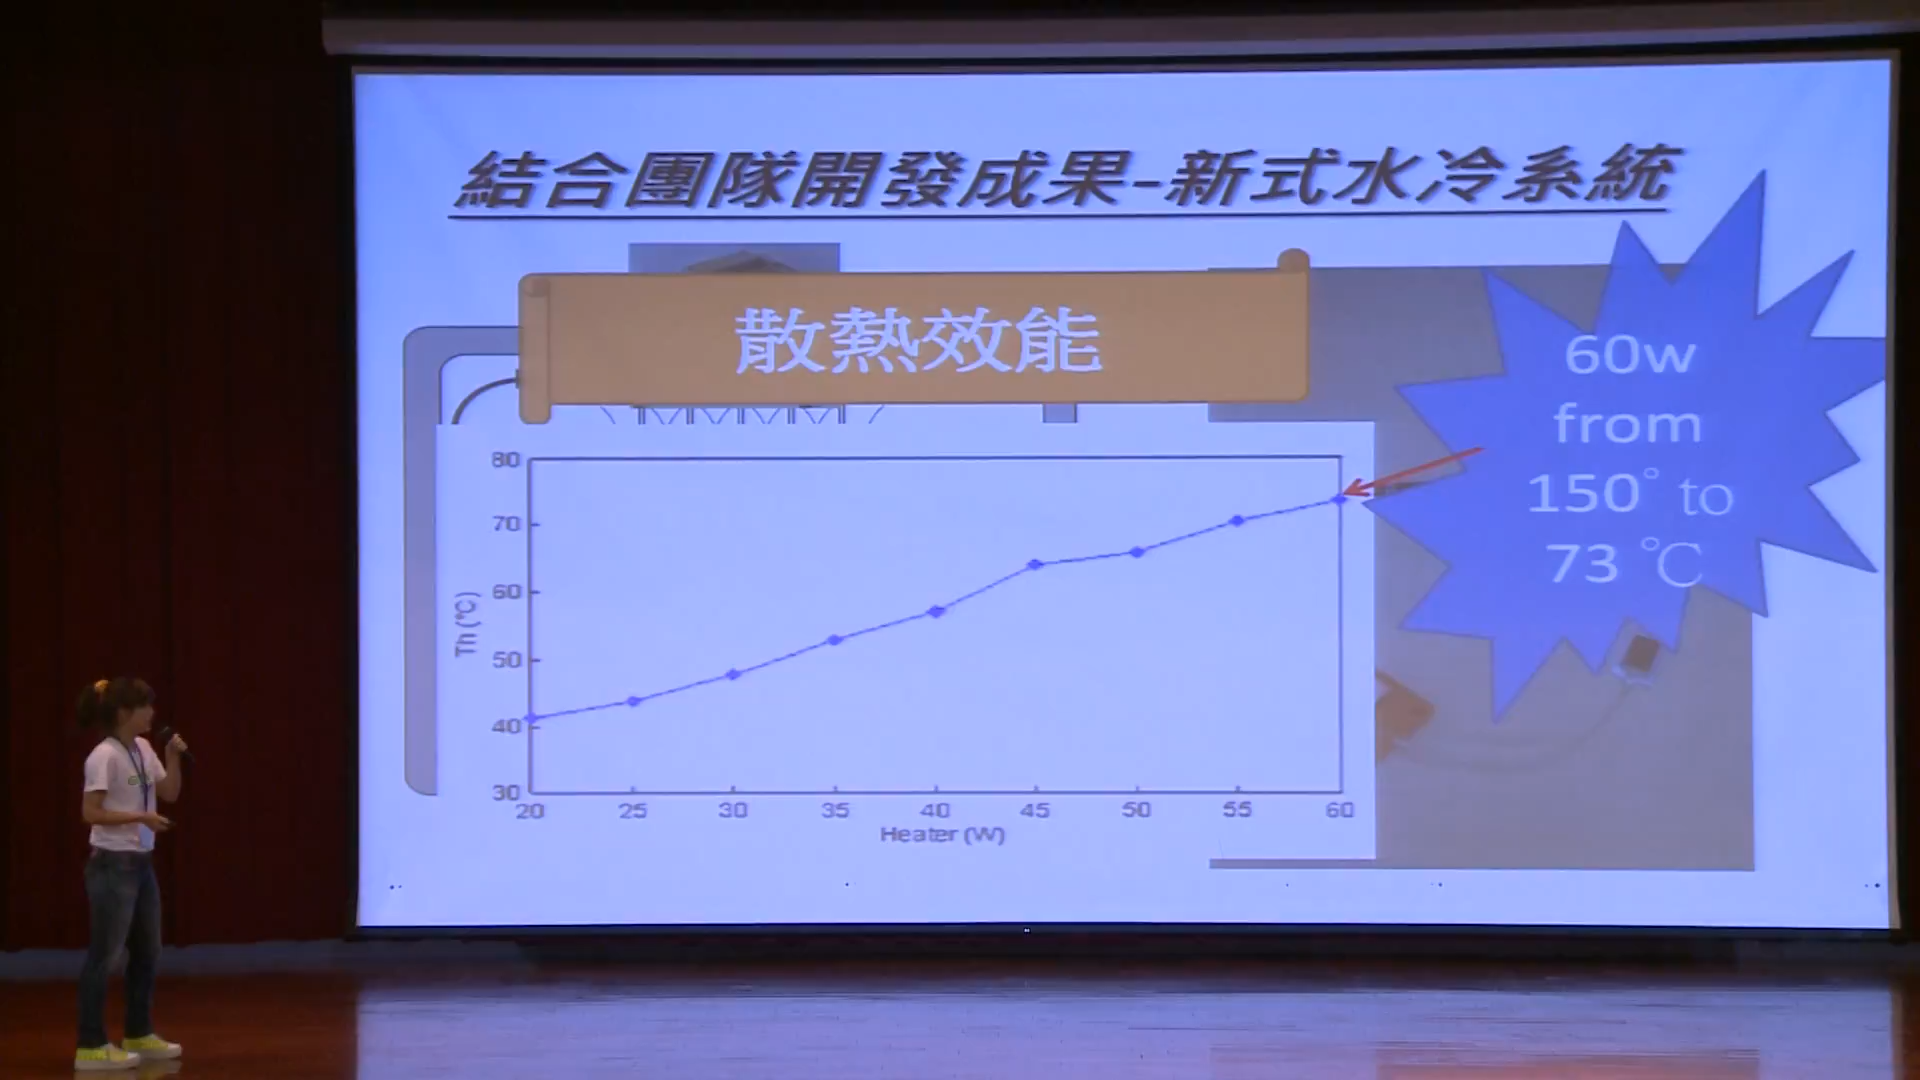 結合團隊開發成果-新式水冷系統
散熱效能
60w
from
150° to
73 ℃
80
70
60
50
40
30
Th (℃)
20 25 30 35 40 45 50 55 60
Heater (W)